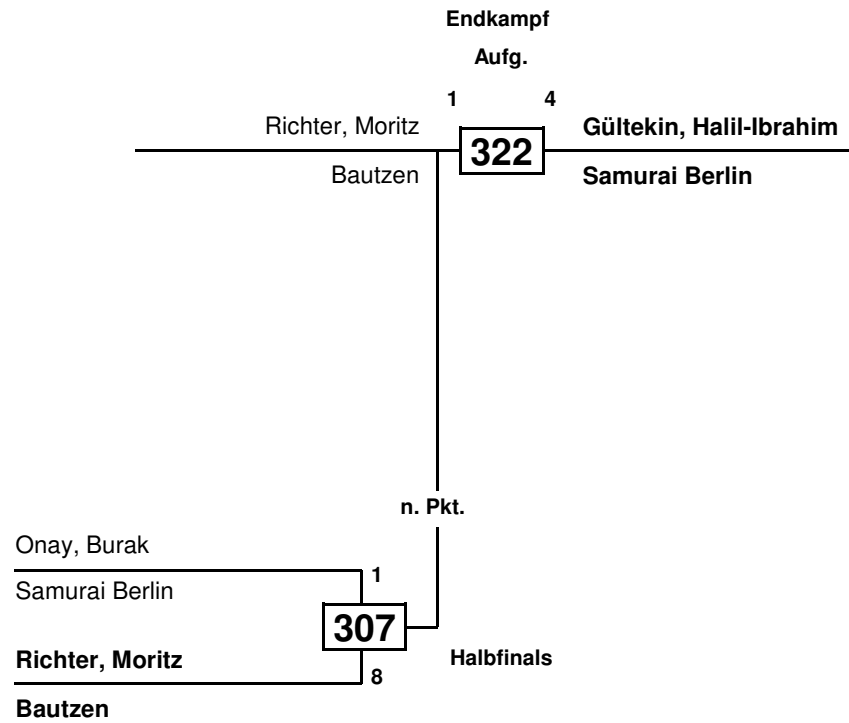 Endkampf
Aufg.
1 4
Richter, Moritz 322 Gültekin, Halil-Ibrahim
Bautzen Samurai Berlin
n. Pkt.
Onay, Burak
1
Samurai Berlin
307
Richter, Moritz Halbfinals
8
Bautzen